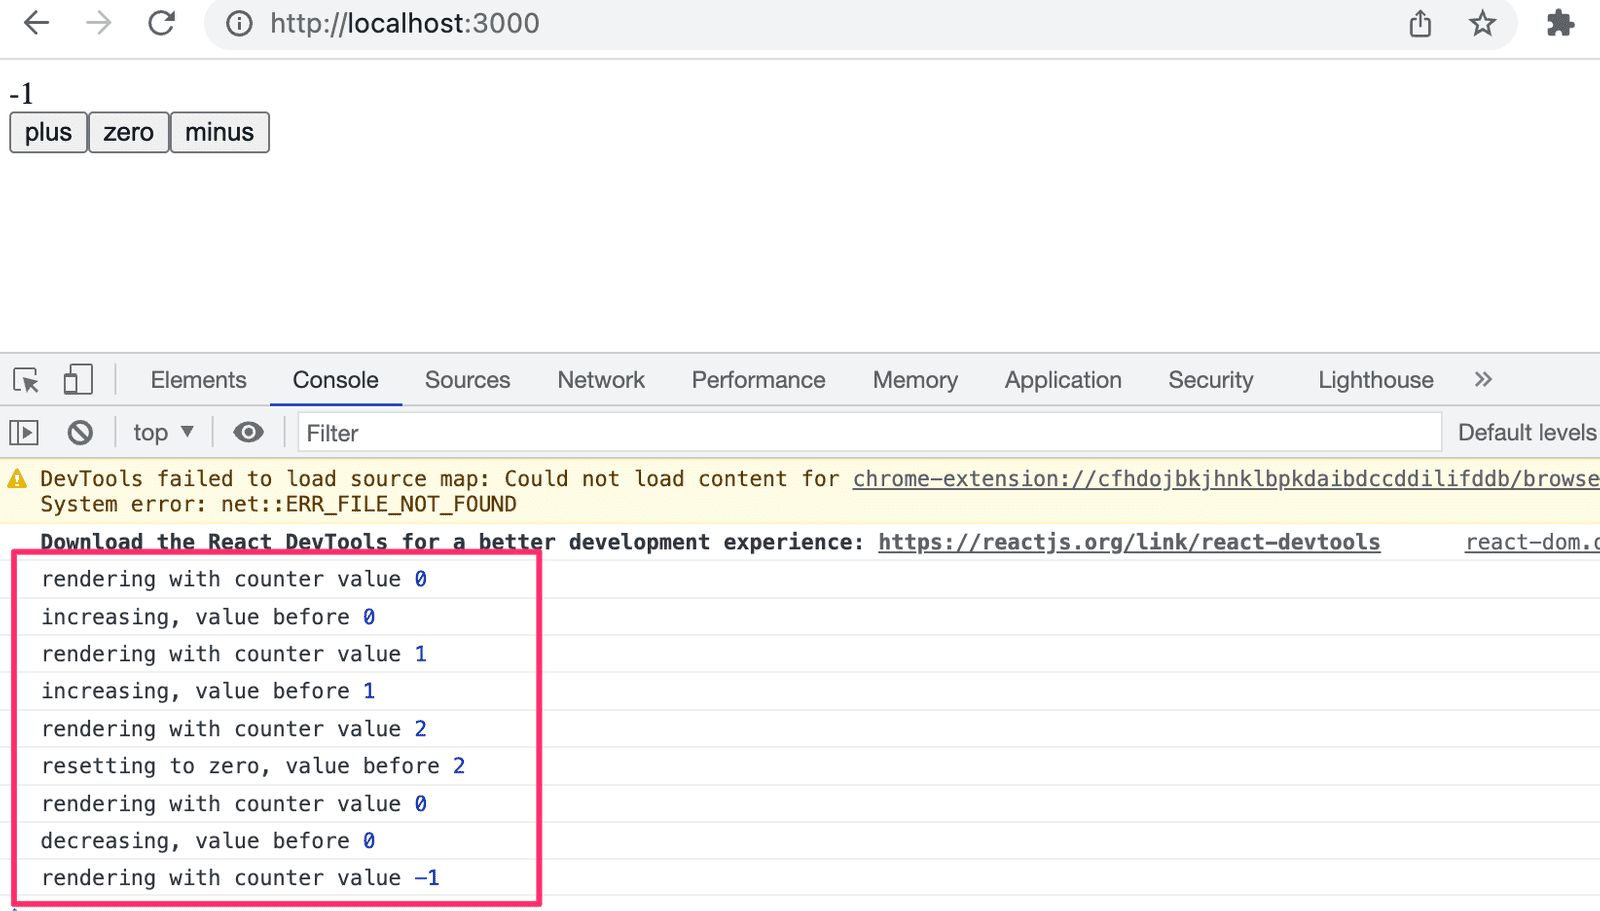 http://localhost:3000
-1
plus zero minus
Elements Console Sources Network Performance Memory Application Security Lighthouse
top Filter Default levels
DevTools failed to load source map: Could not load content for chrome-extension://cfhdojbkjhnklbpkdaibdccddilifddb/browse
System error: net::ERR_FILE_NOT_FOUND
Download the React DevTools for a better development experience: https://reactjs.org/link/react-devtools react-dom.
rendering with counter value 0
increasing, value before 0
rendering with counter value 1
increasing, value before 1
rendering with counter value 2
resetting to zero, value before 2
rendering with counter value 0
decreasing, value before 0
rendering with counter value -1